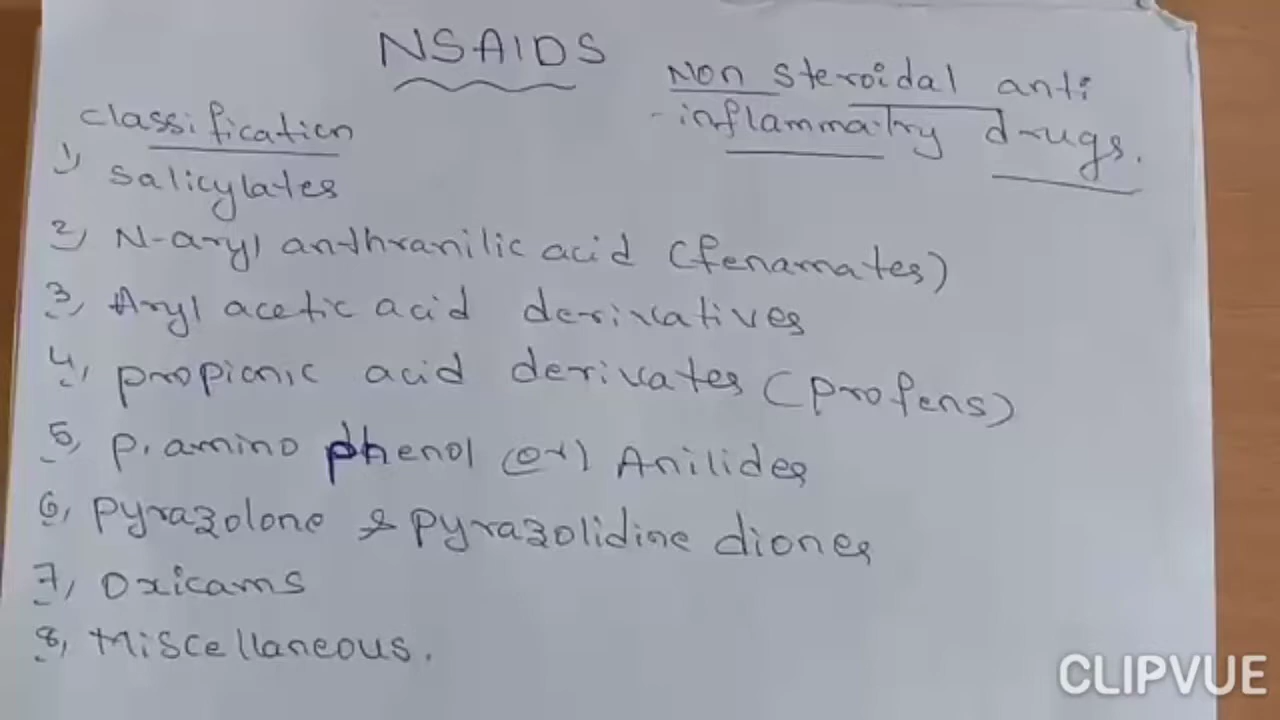 NSAIDS
Non steroidal anti
-inflammatry drugs.
Classification
1) Salicylates
2) N-aryl anthranilic acid (fenamates)
3) Aryl acetic acid derivatives
4) propionic acid derivates (profens)
5) p. amino phenol (or) Anilides
6) pyrazolone & pyrazolidine diones
7) Oxicams
8) Miscellaneous.
CLIPVUE